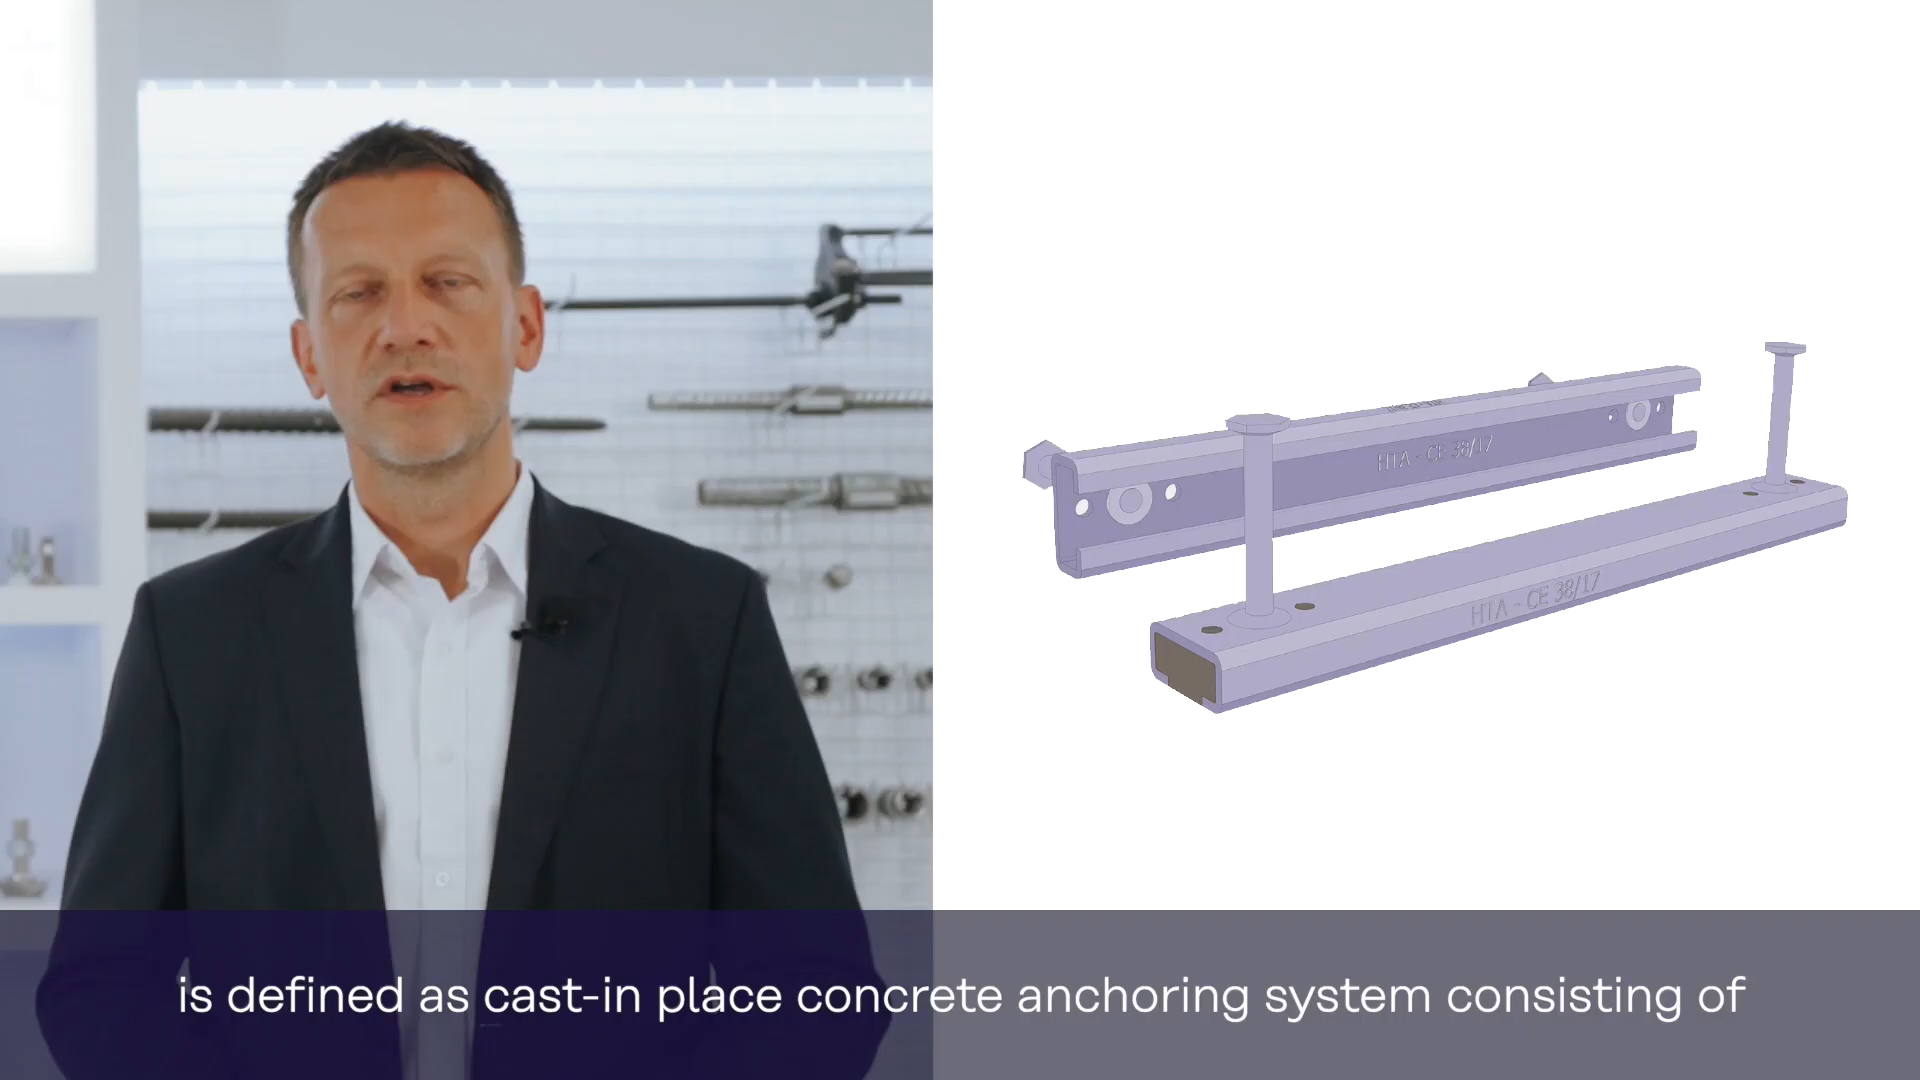 HTA - CE 38/17
HTA - CE 38/17
is defined as cast-in place concrete anchoring system consisting of